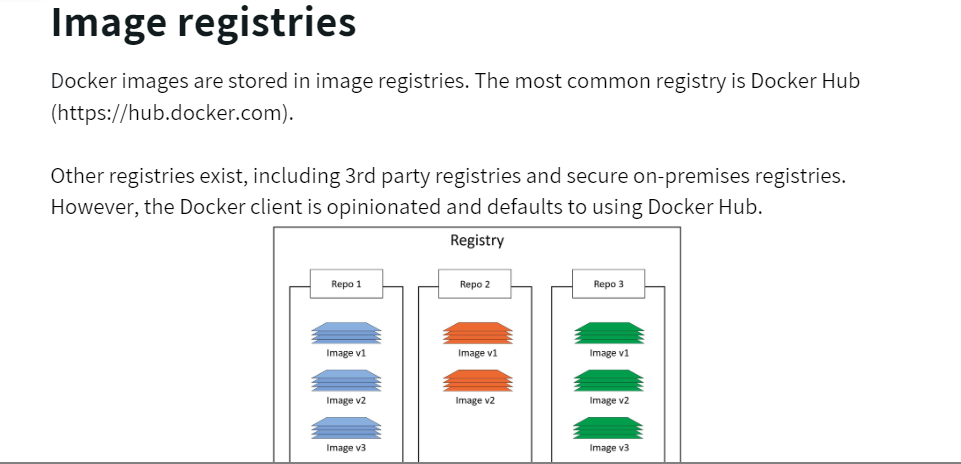 Image registries
Docker images are stored in image registries. The most common registry is Docker Hub
(https://hub.docker.com).
Other registries exist, including 3rd party registries and secure on-premises registries.
However, the Docker client is opinionated and defaults to using Docker Hub.
Registry
Repo 1
Repo 2
Repo 3
Image v1
Image v1
Image v1
Image v2
Image v2
Image v2
Image v3
Image v3